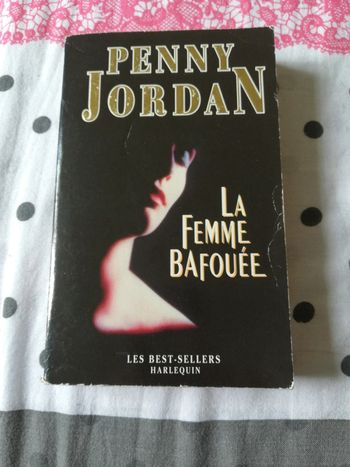 PENNY
JORDAN
LA
FEMME
BAFOUÉE
LES BEST-SELLERS
HARLEQUIN